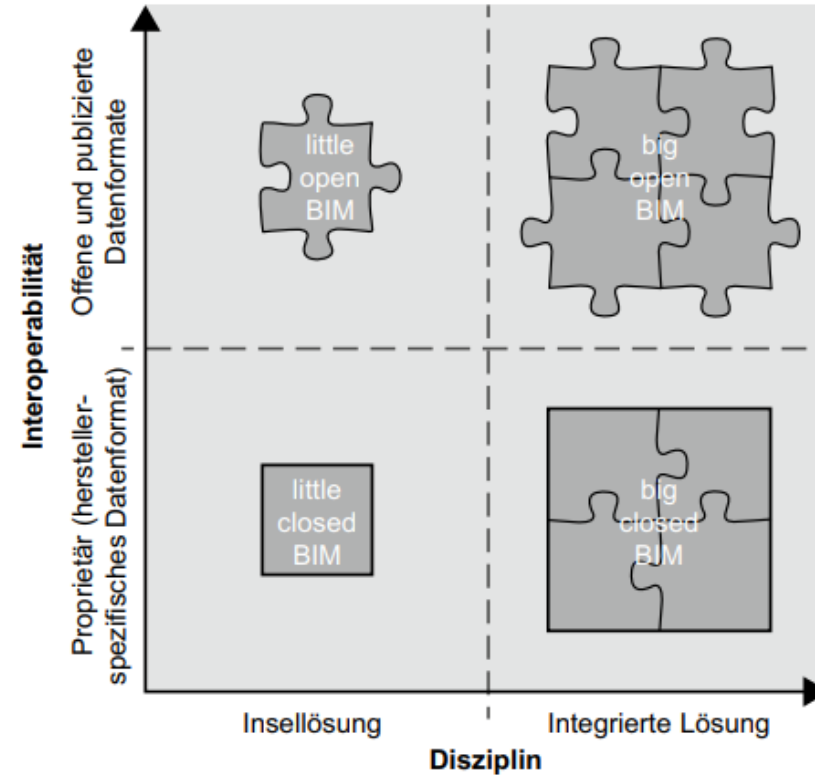 Interoperabilität
Offene und publizierte
Datenformate
Proprietär (hersteller-
spezifisches Datenformat)
little
open
BIM
big
open
BIM
little
closed
BIM
big
closed
BIM
Insellösung
Integrierte Lösung
Disziplin